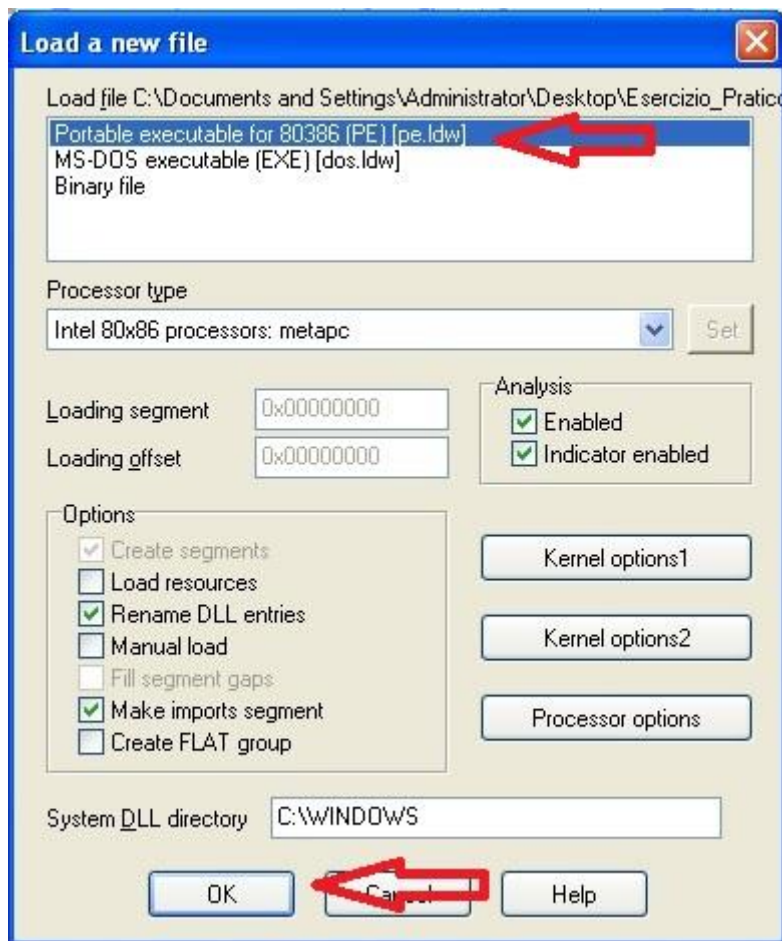 Load a new file
Load file C:\Documents and Settings\Administrator\Desktop\Esercizio_Pratico
Portable executable for 80386 (PE) [pe.ldw]
MS-DOS executable (EXE) [dos.ldw]
Binary file
Processor type
Intel 80x86 processors: metapc
Set
Loading segment
0x00000000
Loading offset
0x00000000
Analysis
Enabled
Indicator enabled
Options
Create segments
Load resources
Rename DLL entries
Manual load
Fill segment gaps
Make imports segment
Create FLAT group
Kernel options1
Kernel options2
Processor options
System DLL directory
C:\WINDOWS
OK
Cancel
Help